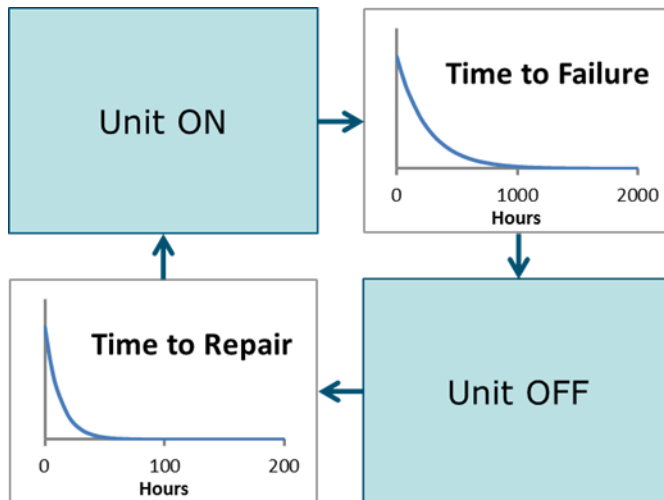 Unit ON
Time to Failure
0 1000 2000
Hours
Time to Repair
0 100 200
Hours
Unit OFF